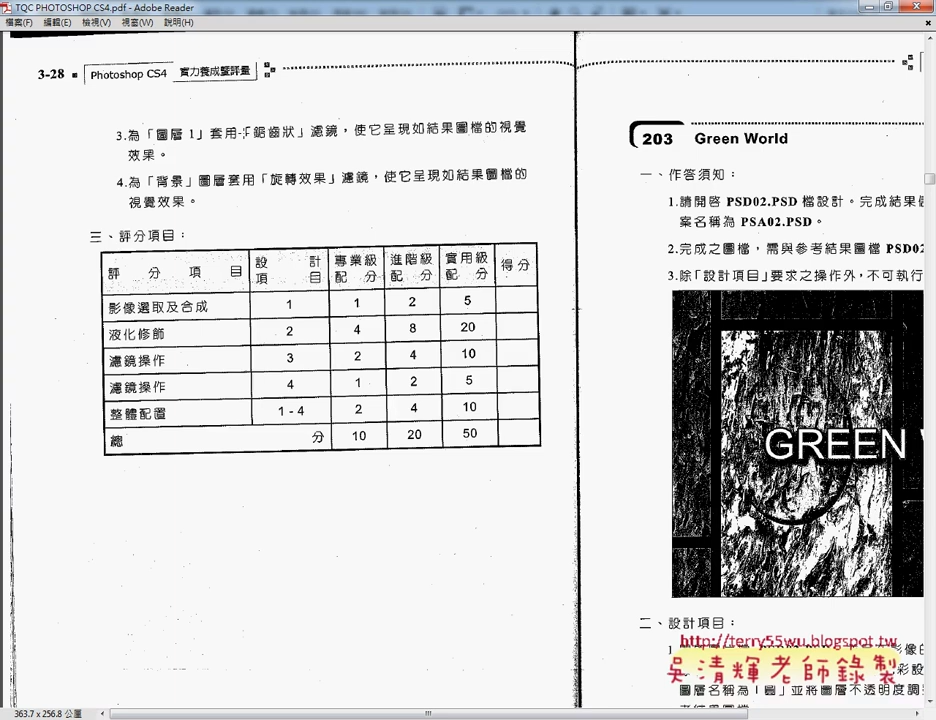 TQC PHOTOSHOP CS4.pdf - Adobe Reader
檔案(F) 編輯(E) 檢視(V) 視窗(W) 說明(H)
3-28 Photoshop CS4 實力養成暨評量
3.為「圖層 1」套用「鋸齒狀」濾鏡，使它呈現如結果圖檔的視覺
效果。
4.為「背景」圖層套用「旋轉效果」濾鏡，使它呈現如結果圖檔的
視覺效果。
三、評分項目：
評分項目 設計項目 專業級配分 進階級配分 實用級配分 得分
影像選取及合成 1 1 2 5
液化修飾 2 4 8 20
濾鏡操作 3 2 4 10
濾鏡操作 4 1 2 5
整體配置 1-4 2 4 10
總分 10 20 50
203 Green World
一、作答須知：
1.請開啓 PSD02.PSD 檔設計。完成結果
案名稱為 PSA02.PSD。
2.完成之圖檔，需與參考結果圖檔 PSD02
3.除「設計項目」要求之操作外，不可執行
GREEN
二、設計項目：
http://terry55wu.blogspot.tw
吳清輝老師錄製
圖層名稱為「圓」並將圖層不透明度調
363.7 x 256.8 公釐